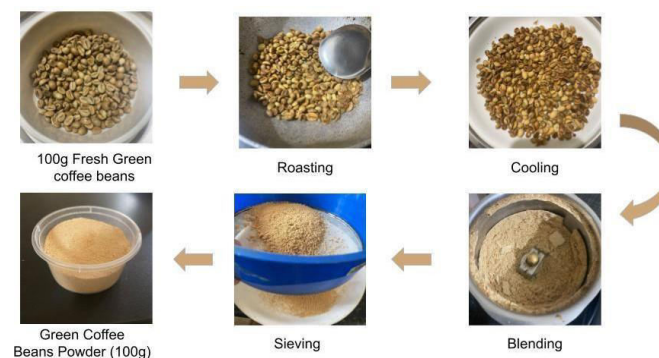 100g Fresh Green
coffee beans
Roasting
Cooling
Blending
Sieving
Green Coffee
Beans Powder (100g)